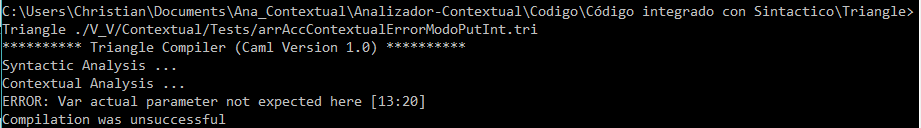 C:\Users\Christian\Documents\Ana_Contextual\Analizador-Contextual\Codigo\Código integrado con Sintactico\Triangle>
Triangle ./V_V/Contextual/Tests/arrAccContextualErrorModoPutInt.tri
********** Triangle Compiler (Caml Version 1.0) **********
Syntactic Analysis ...
Contextual Analysis ...
ERROR: Var actual parameter not expected here [13:20]
Compilation was unsuccessful